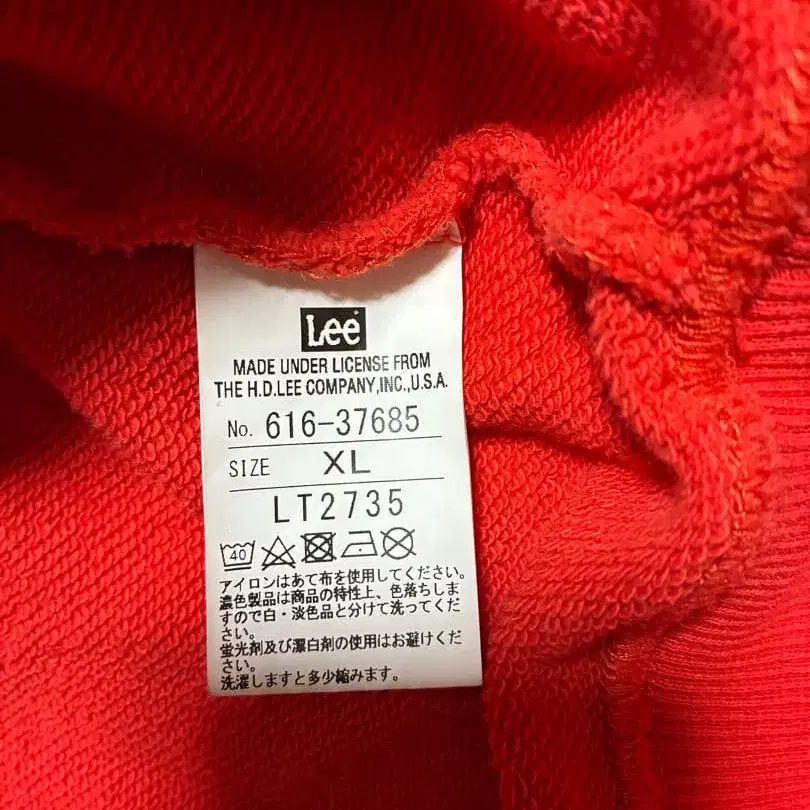 Lee
MADE UNDER LICENSE FROM
THE H.D.LEE COMPANY,INC.,U.S.A.
No. 616-37685
SIZE XL
LT2735
40
アイロンはあて布を使用してください。
濃色製品は商品の特性上、色落ちしま
すので白・淡色品と分けて洗ってくだ
さい。
蛍光剤及び漂白剤の使用はお避けくだ
さい。
洗濯しますと多少縮みます。